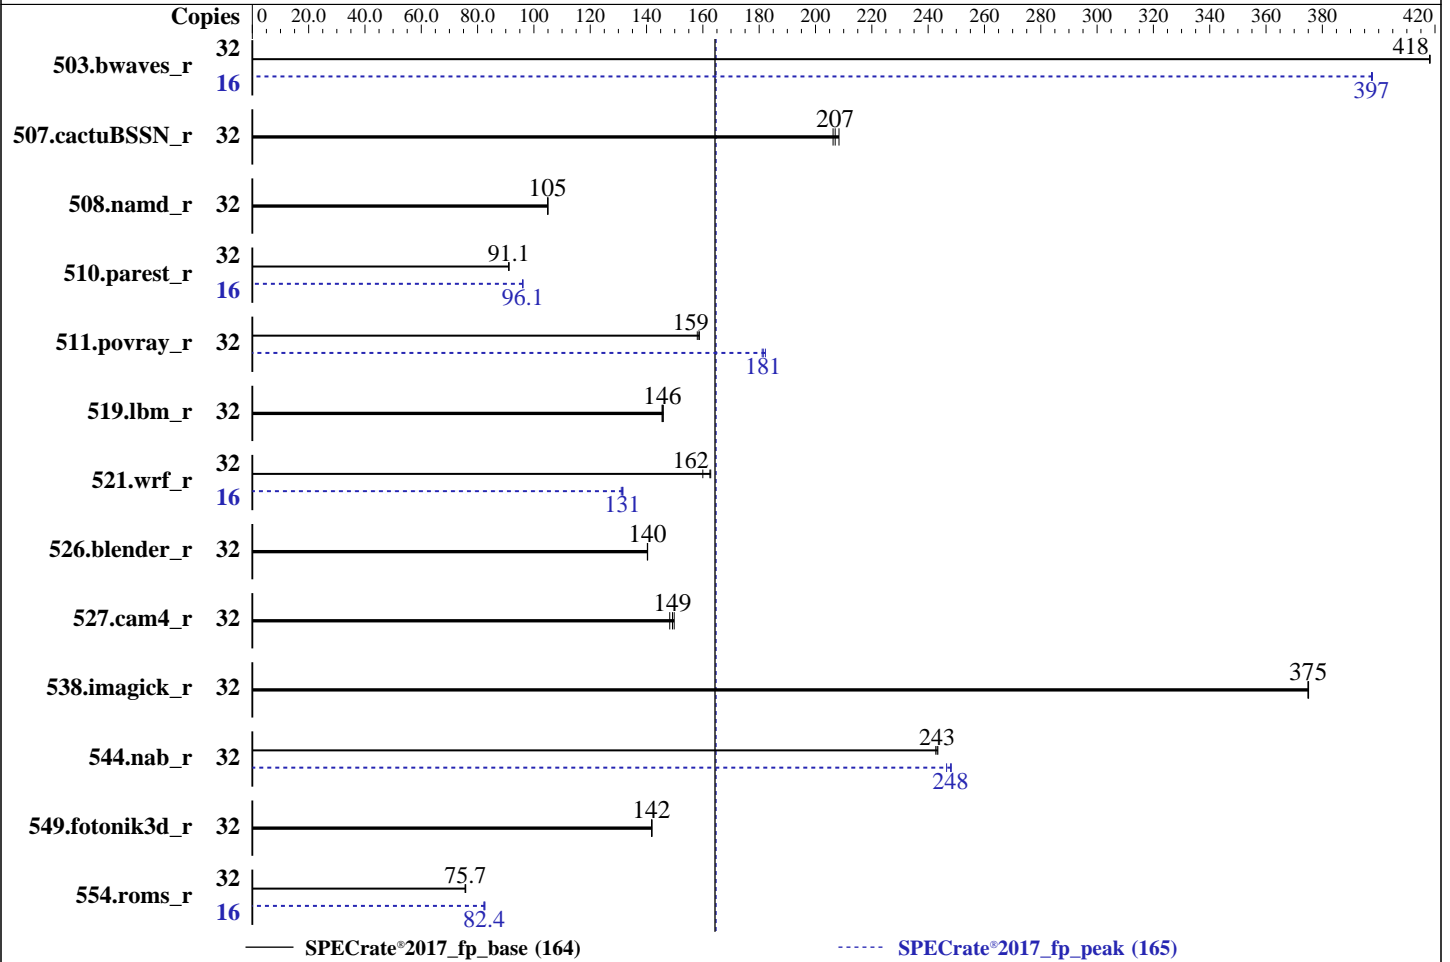 Copies 0 20.0 40.0 60.0 80.0 100 120 140 160 180 200 220 240 260 280 300 320 340 360 380 420
503.bwaves_r 32 418
16 397
507.cactuBSSN_r 32 207
508.namd_r 32 105
510.parest_r 32 91.1
16 96.1
511.povray_r 32 159
181
519.lbm_r 32 146
521.wrf_r 32 162
16 131
526.blender_r 32 140
527.cam4_r 32 149
538.imagick_r 32 375
544.nab_r 32 243
248
549.fotonik3d_r 32 142
554.roms_r 32 75.7
16 82.4
SPECrate®2017_fp_base (164) SPECrate®2017_fp_peak (165)